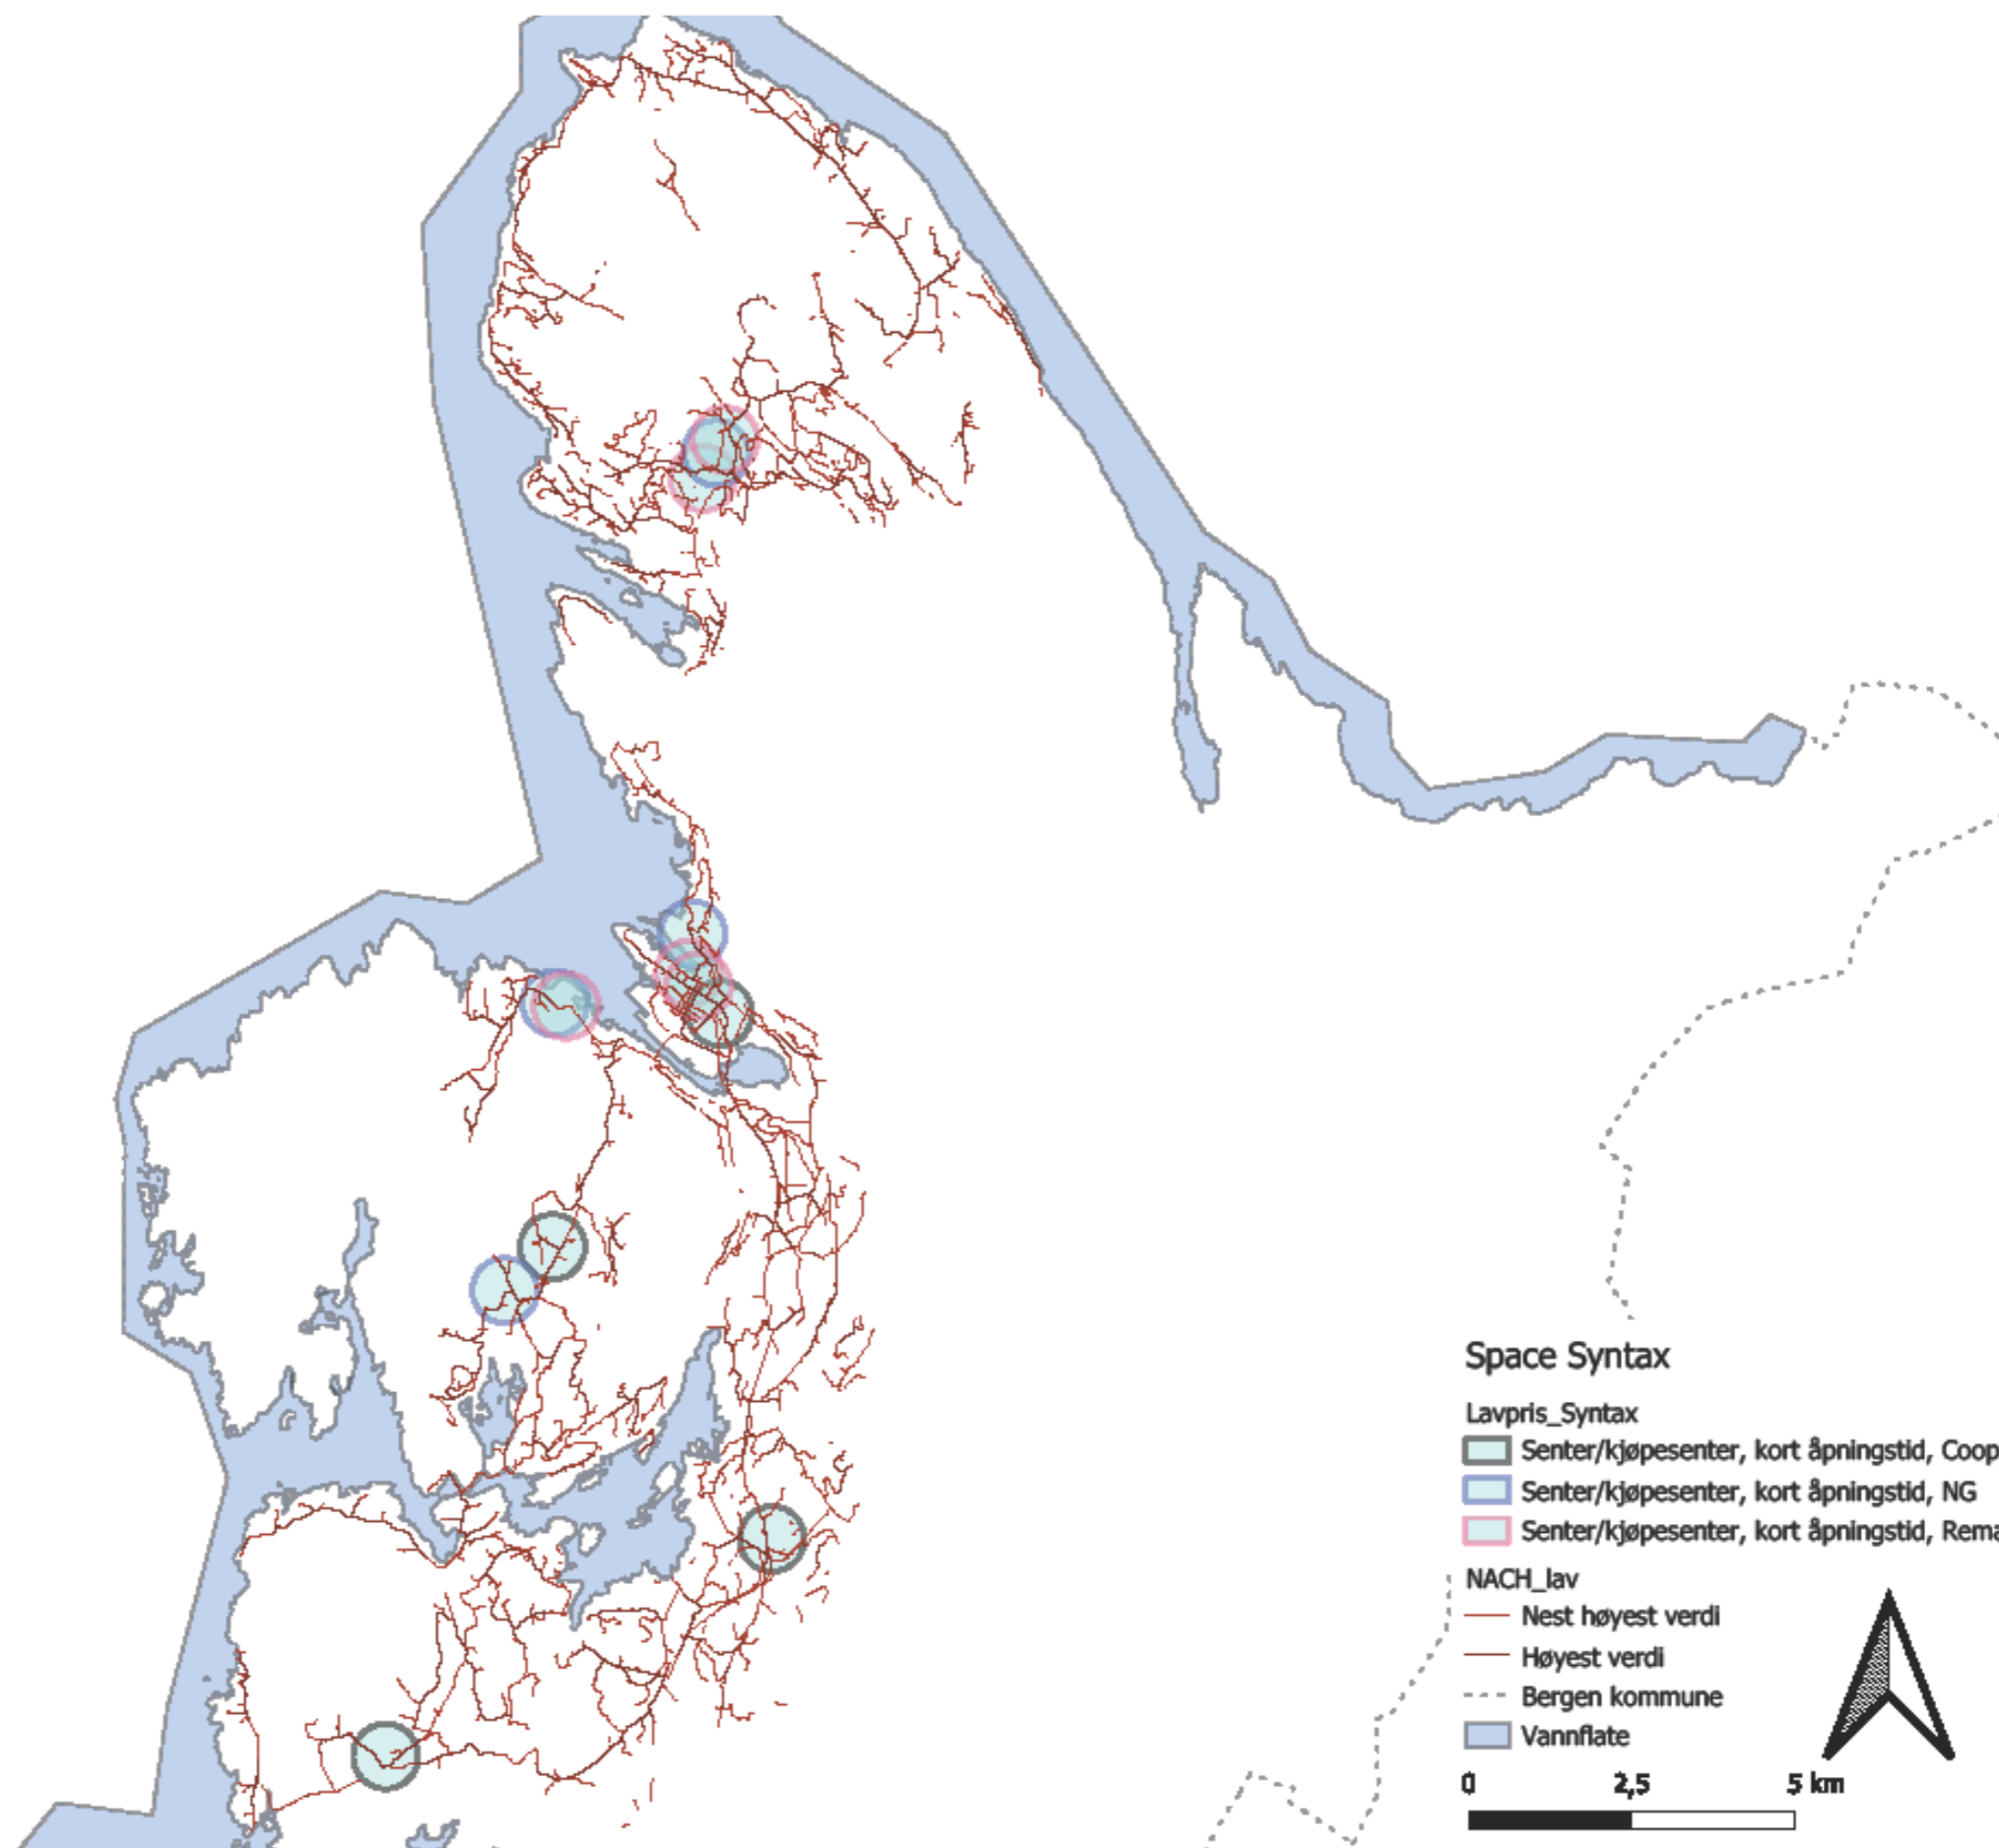 Space Syntax
Lavpris_Syntax
Senter/kjøpesenter, kort åpningstid, Coop
Senter/kjøpesenter, kort åpningstid, NG
Senter/kjøpesenter, kort åpningstid, Rema
NACH_lav
Nest høyest verdi
Høyest verdi
Bergen kommune
Vannflate
0 2,5 5 km